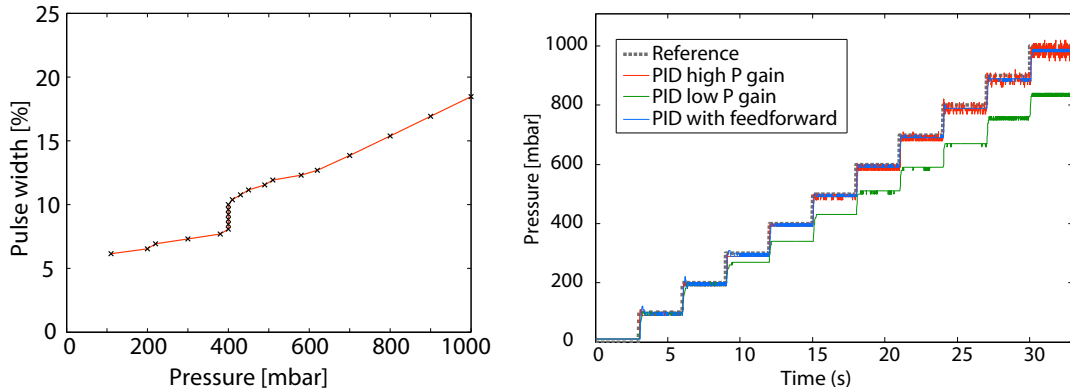 25
20
15
10
5
0
0 200 400 600 800 1000
Pulse width [%]
Pressure [mbar]
1000
800
600
400
200
0
0 5 10 15 20 25 30
Pressure [mbar]
Time (s)
Reference
PID high P gain
PID low P gain
PID with feedforward